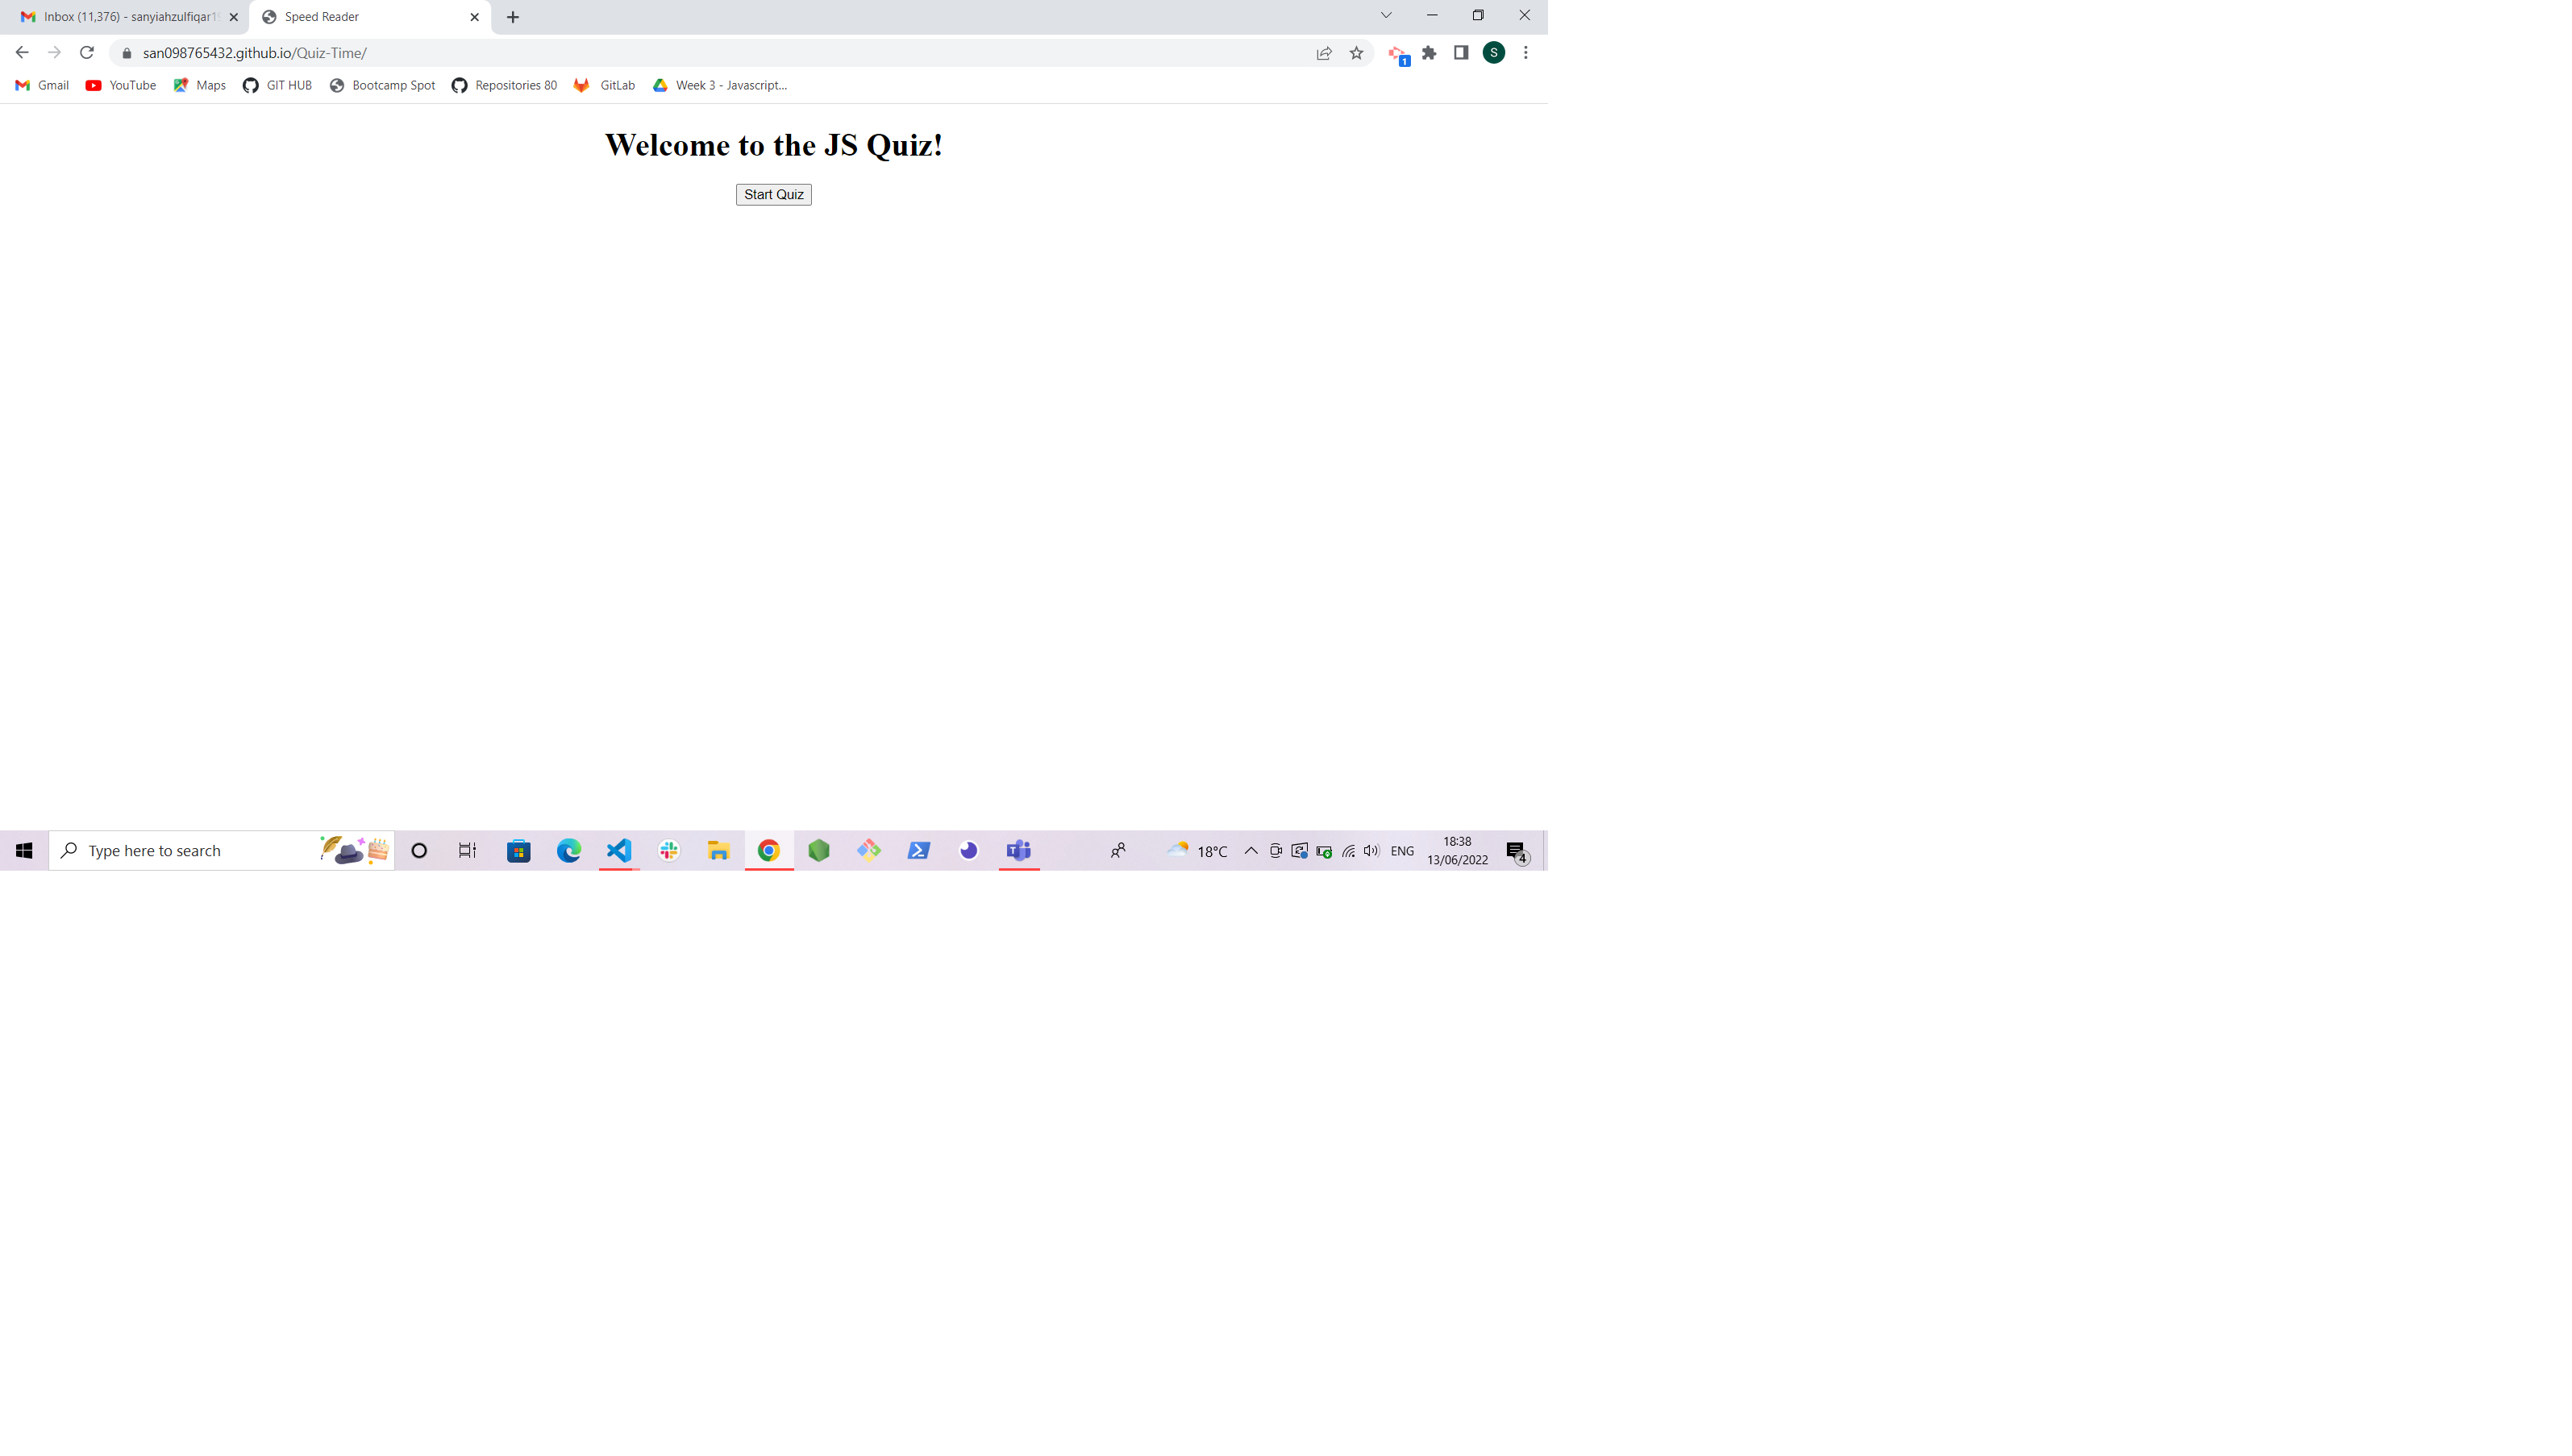 Inbox (11,376) - sanyiahzulfiqar19
Speed Reader
san098765432.github.io/Quiz-Time/
1
S
Gmail
YouTube
Maps
GIT HUB
Bootcamp Spot
Repositories 80
GitLab
Week 3 - Javascript...
Welcome to the JS Quiz!
Start Quiz
Type here to search
18°C
ENG
18:38
13/06/2022
4